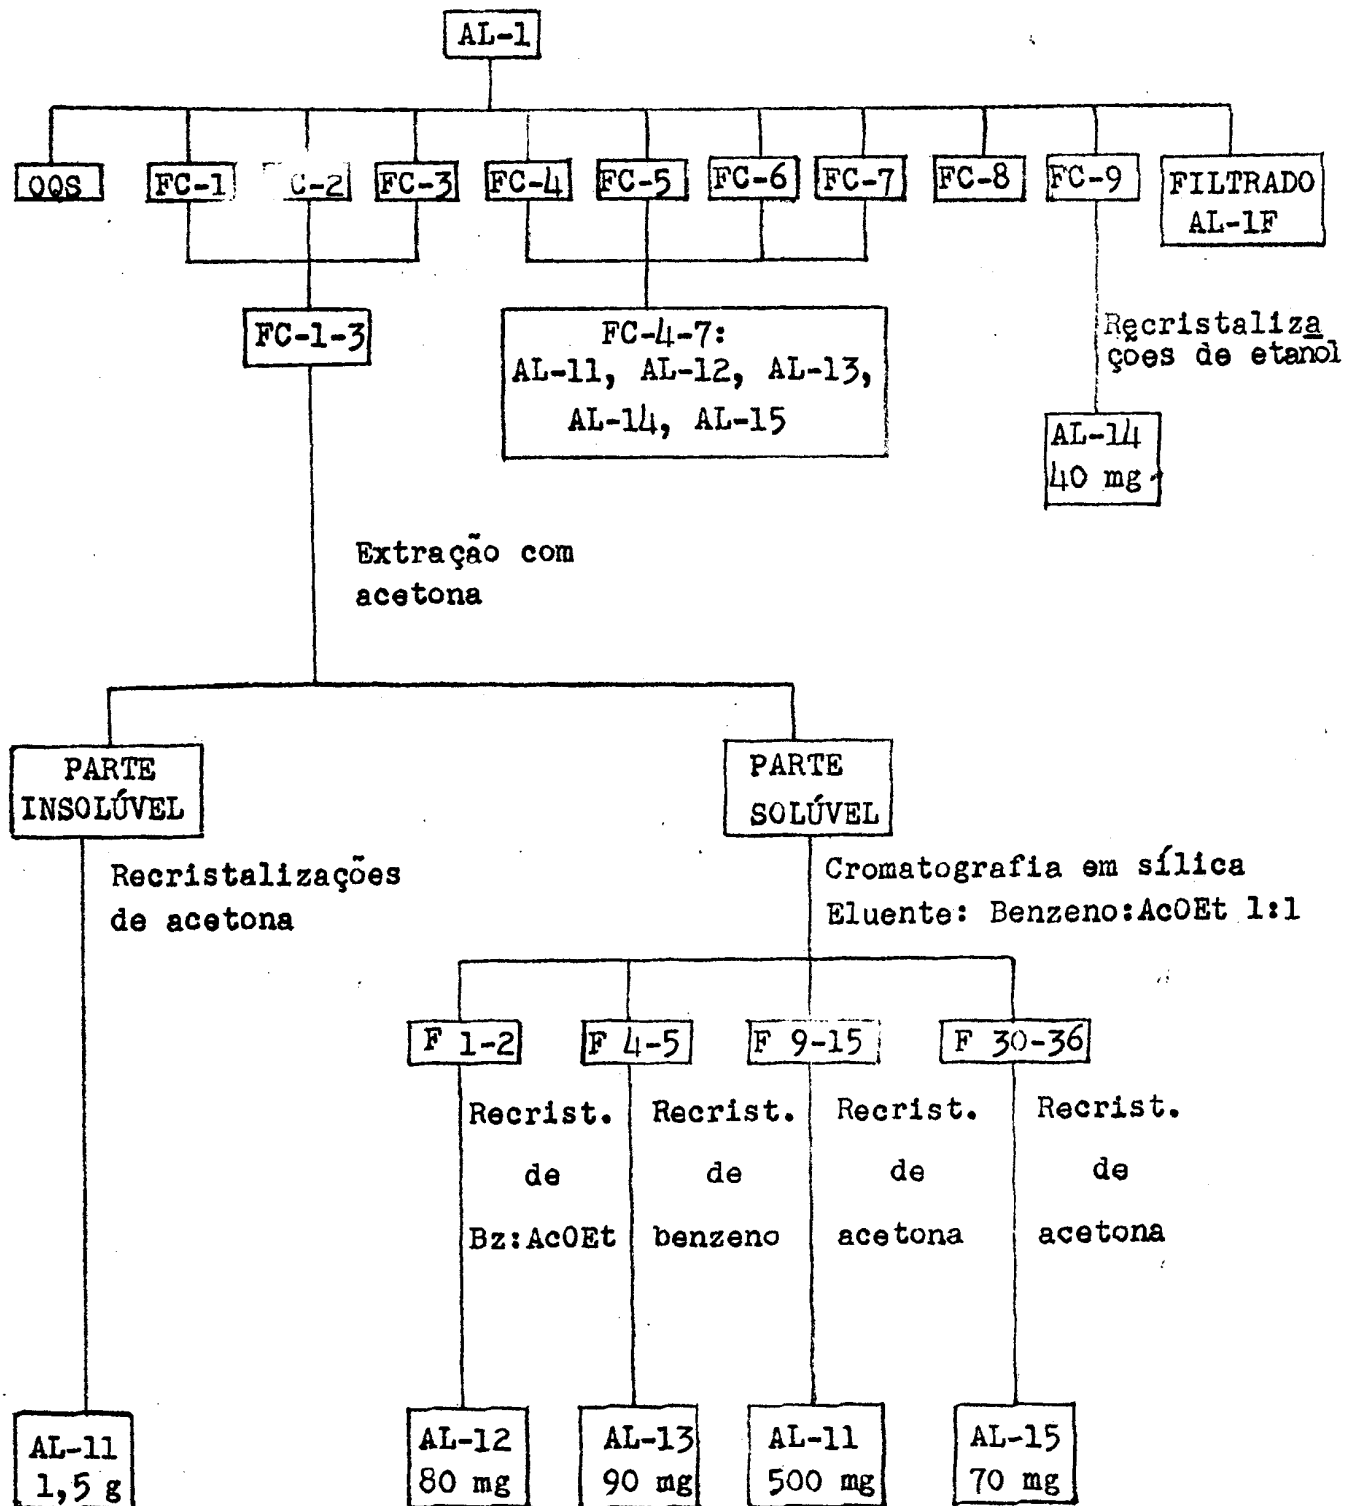 AL-1
OQS
FC-1
C-2
FC-3
FC-4
FC-5
FC-6
FC-7
FC-8
FC-9
FILTRADO
AL-1F
FC-1-3
FC-4-7:
AL-11, AL-12, AL-13,
AL-14, AL-15
Recristaliza
ções de etanol
AL-14
40 mg
Extração com
acetona
PARTE
INSOLÚVEL
PARTE
SOLÚVEL
Recristalizações
de acetona
Cromatografia em sílica
Eluente: Benzeno:AcOEt 1:1
F 1-2
F 4-5
F 9-15
F 30-36
Recrist.
de
Bz:AcOEt
Recrist.
de
benzeno
Recrist.
de
acetona
Recrist.
de
acetona
AL-11
1,5 g
AL-12
80 mg
AL-13
90 mg
AL-11
500 mg
AL-15
70 mg